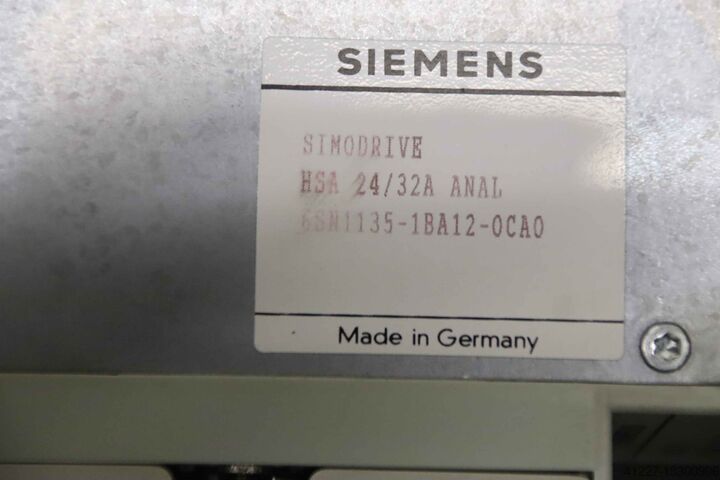 SIEMENS
SIMODRIVE
HSA 24/32A ANAL
6SN1135-1BA12-0CA0
Made in Germany